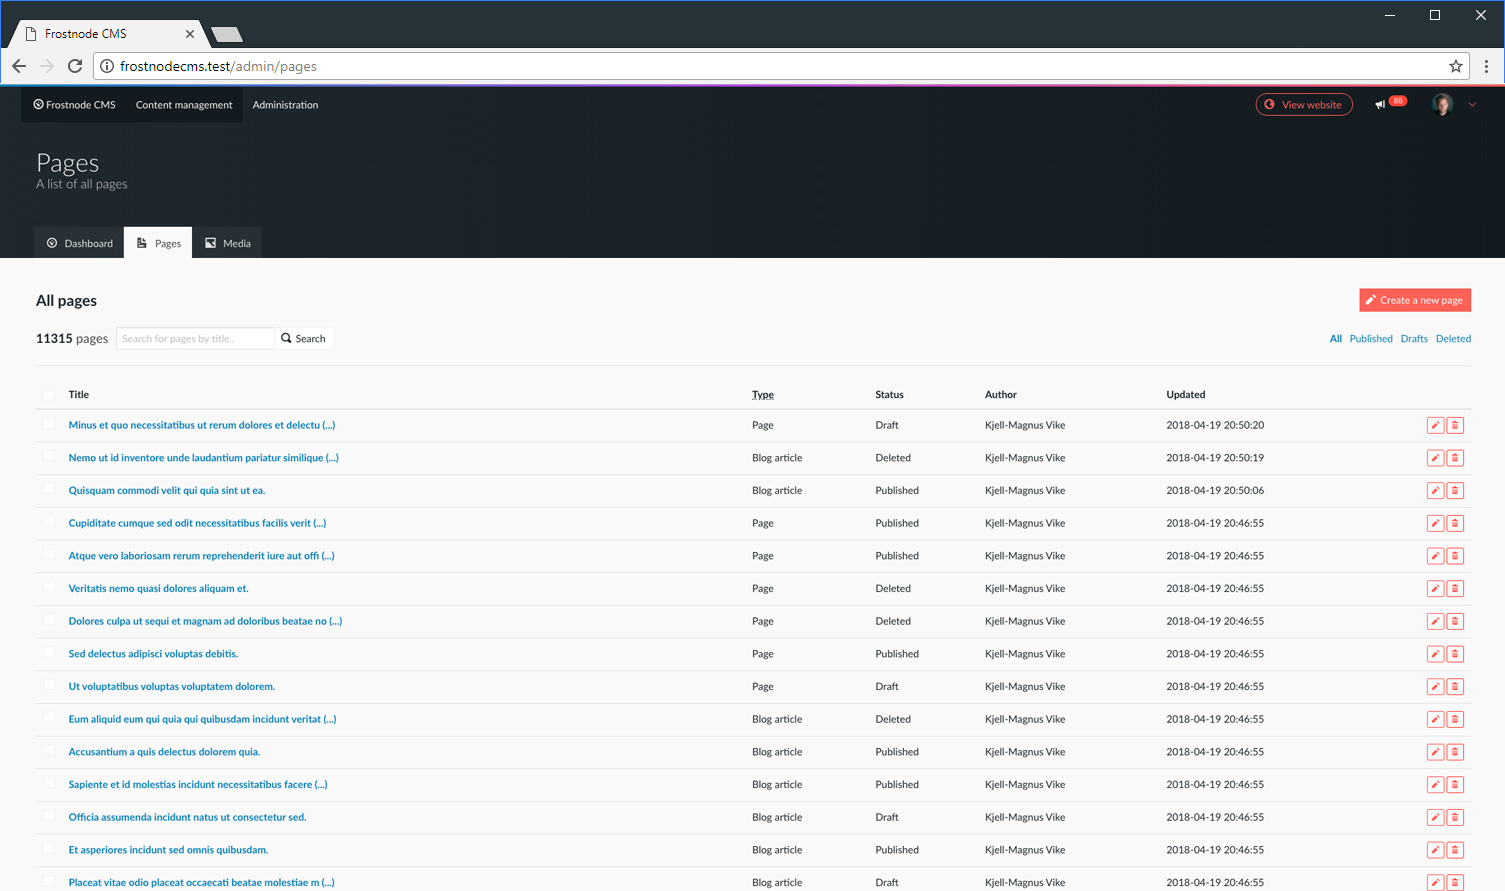 Frostnode CMS
frostnodecms.test/admin/pages
Frostnode CMS Content management Administration View website 88
Pages
A list of all pages
Dashboard Pages Media
All pages Create a new page
11315 pages Search for pages by title.. Search All Published Drafts Deleted
Title Type Status Author Updated
Minus et quo necessitatibus ut rerum dolores et delectu (...) Page Draft Kjell-Magnus Vike 2018-04-19 20:50:20
Nemo ut id inventore unde laudantium pariatur similique (...) Blog article Deleted Kjell-Magnus Vike 2018-04-19 20:50:19
Quisquam commodi velit qui quia sint ut ea. Blog article Published Kjell-Magnus Vike 2018-04-19 20:50:06
Cupiditate cumque sed odit necessitatibus facilis verit (...) Page Published Kjell-Magnus Vike 2018-04-19 20:46:55
Atque vero laboriosam rerum reprehenderit iure aut offi (...) Page Published Kjell-Magnus Vike 2018-04-19 20:46:55
Veritatis nemo quasi dolores aliquam et. Page Deleted Kjell-Magnus Vike 2018-04-19 20:46:55
Dolores culpa ut sequi et magnam ad doloribus beatae no (...) Page Deleted Kjell-Magnus Vike 2018-04-19 20:46:55
Sed delectus adipisci voluptas debitis. Page Published Kjell-Magnus Vike 2018-04-19 20:46:55
Ut voluptatibus voluptas voluptatem dolorem. Page Draft Kjell-Magnus Vike 2018-04-19 20:46:55
Eum aliquid eum qui quia qui quibusdam incidunt veritat (...) Blog article Deleted Kjell-Magnus Vike 2018-04-19 20:46:55
Accusantium a quis delectus dolorem quia. Blog article Published Kjell-Magnus Vike 2018-04-19 20:46:55
Sapiente et id molestias incidunt necessitatibus facere (...) Blog article Published Kjell-Magnus Vike 2018-04-19 20:46:55
Officia assumenda incidunt natus ut consectetur sed. Blog article Draft Kjell-Magnus Vike 2018-04-19 20:46:55
Et asperiores incidunt sed omnis quibusdam. Blog article Published Kjell-Magnus Vike 2018-04-19 20:46:55
Placeat vitae odio placeat occaecati beatae molestiae m (...) Blog article Draft Kjell-Magnus Vike 2018-04-19 20:46:55